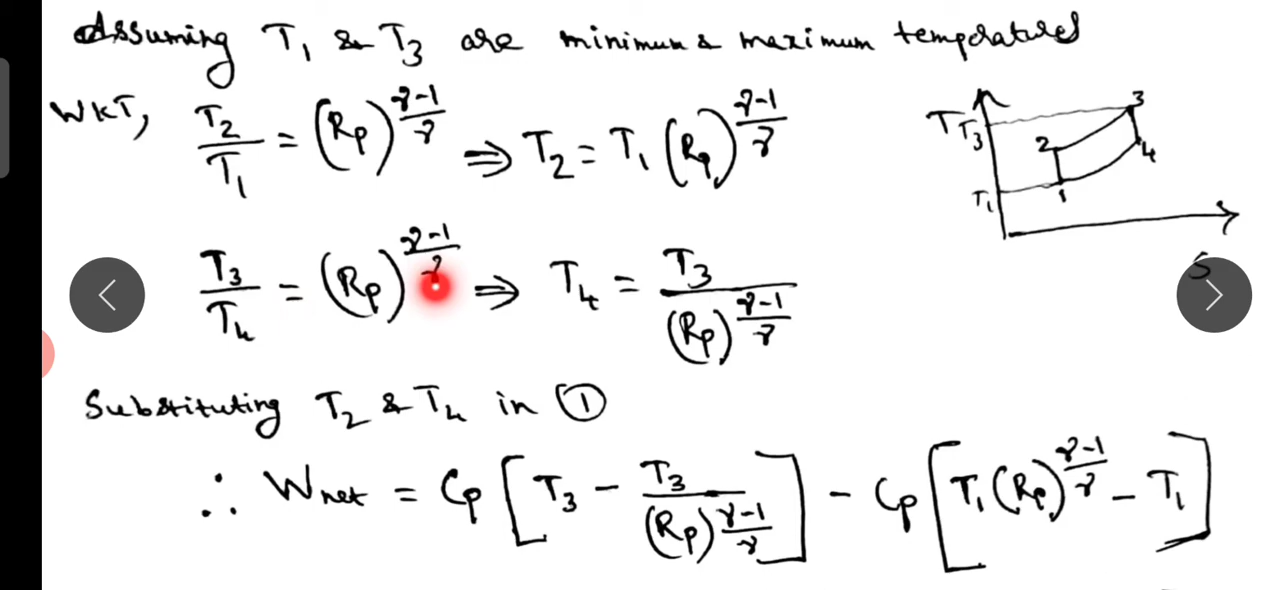 Assuming T₁ & T₃ are minimum & maximum temperatures
WKT, T₂/T₁ = (Rp)^((γ-1)/γ) ⇒ T₂ = T₁ (Rp)^((γ-1)/γ)
T T₃ 3
2 4
T₁ 1
S
T₃/T₄ = (Rp)^((γ-1)/γ) ⇒ T₄ = T₃/(Rp)^((γ-1)/γ)
Substituting T₂ & T₄ in ①
∴ Wnet = Cp [T₃ - T₃/(Rp)^((γ-1)/γ)] - Cp [T₁ (Rp)^((γ-1)/γ) - T₁]